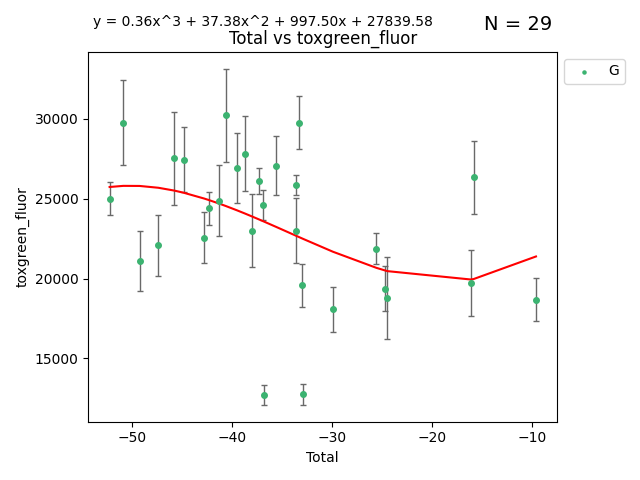 y = 0.36x^3 + 37.38x^2 + 997.50x + 27839.58
N = 29
Total vs toxgreen_fluor
G
30000
25000
20000
15000
toxgreen_fluor
−50 −40 −30 −20 −10
Total